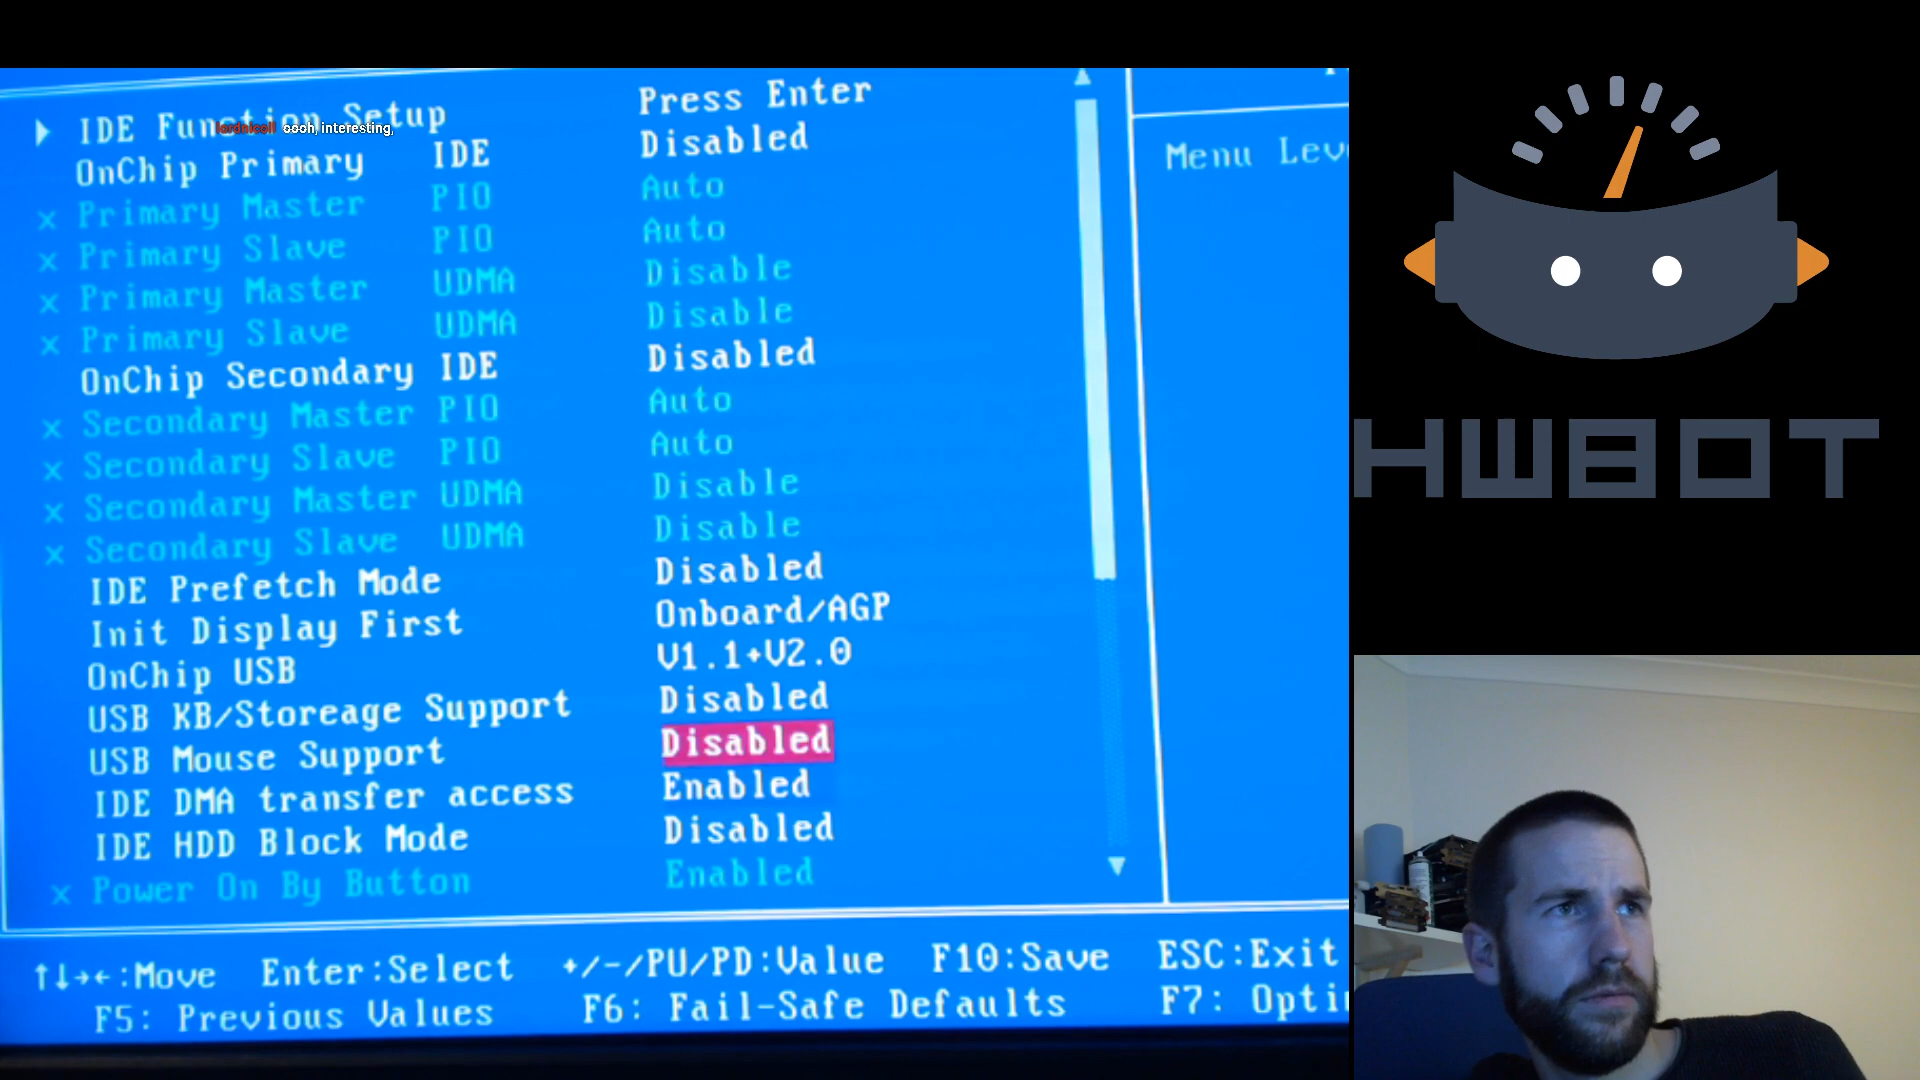 IDE Function Setup Press Enter
lordnicoll oooh, interesting,
OnChip Primary IDE Disabled
x Primary Master PIO Auto
x Primary Slave PIO Auto
x Primary Master UDMA Disable
x Primary Slave UDMA Disable
OnChip Secondary IDE Disabled
x Secondary Master PIO Auto
x Secondary Slave PIO Auto
x Secondary Master UDMA Disable
x Secondary Slave UDMA Disable
IDE Prefetch Mode Disabled
Init Display First Onboard/AGP
OnChip USB V1.1+V2.0
USB KB/Storeage Support Disabled
USB Mouse Support Disabled
IDE DMA transfer access Enabled
IDE HDD Block Mode Disabled
x Power On By Button Enabled
Menu Lev
↑↓→←:Move Enter:Select +/-/PU/PD:Value F10:Save ESC:Exit
F5: Previous Values F6: Fail-Safe Defaults F7: Opti
HWBOT